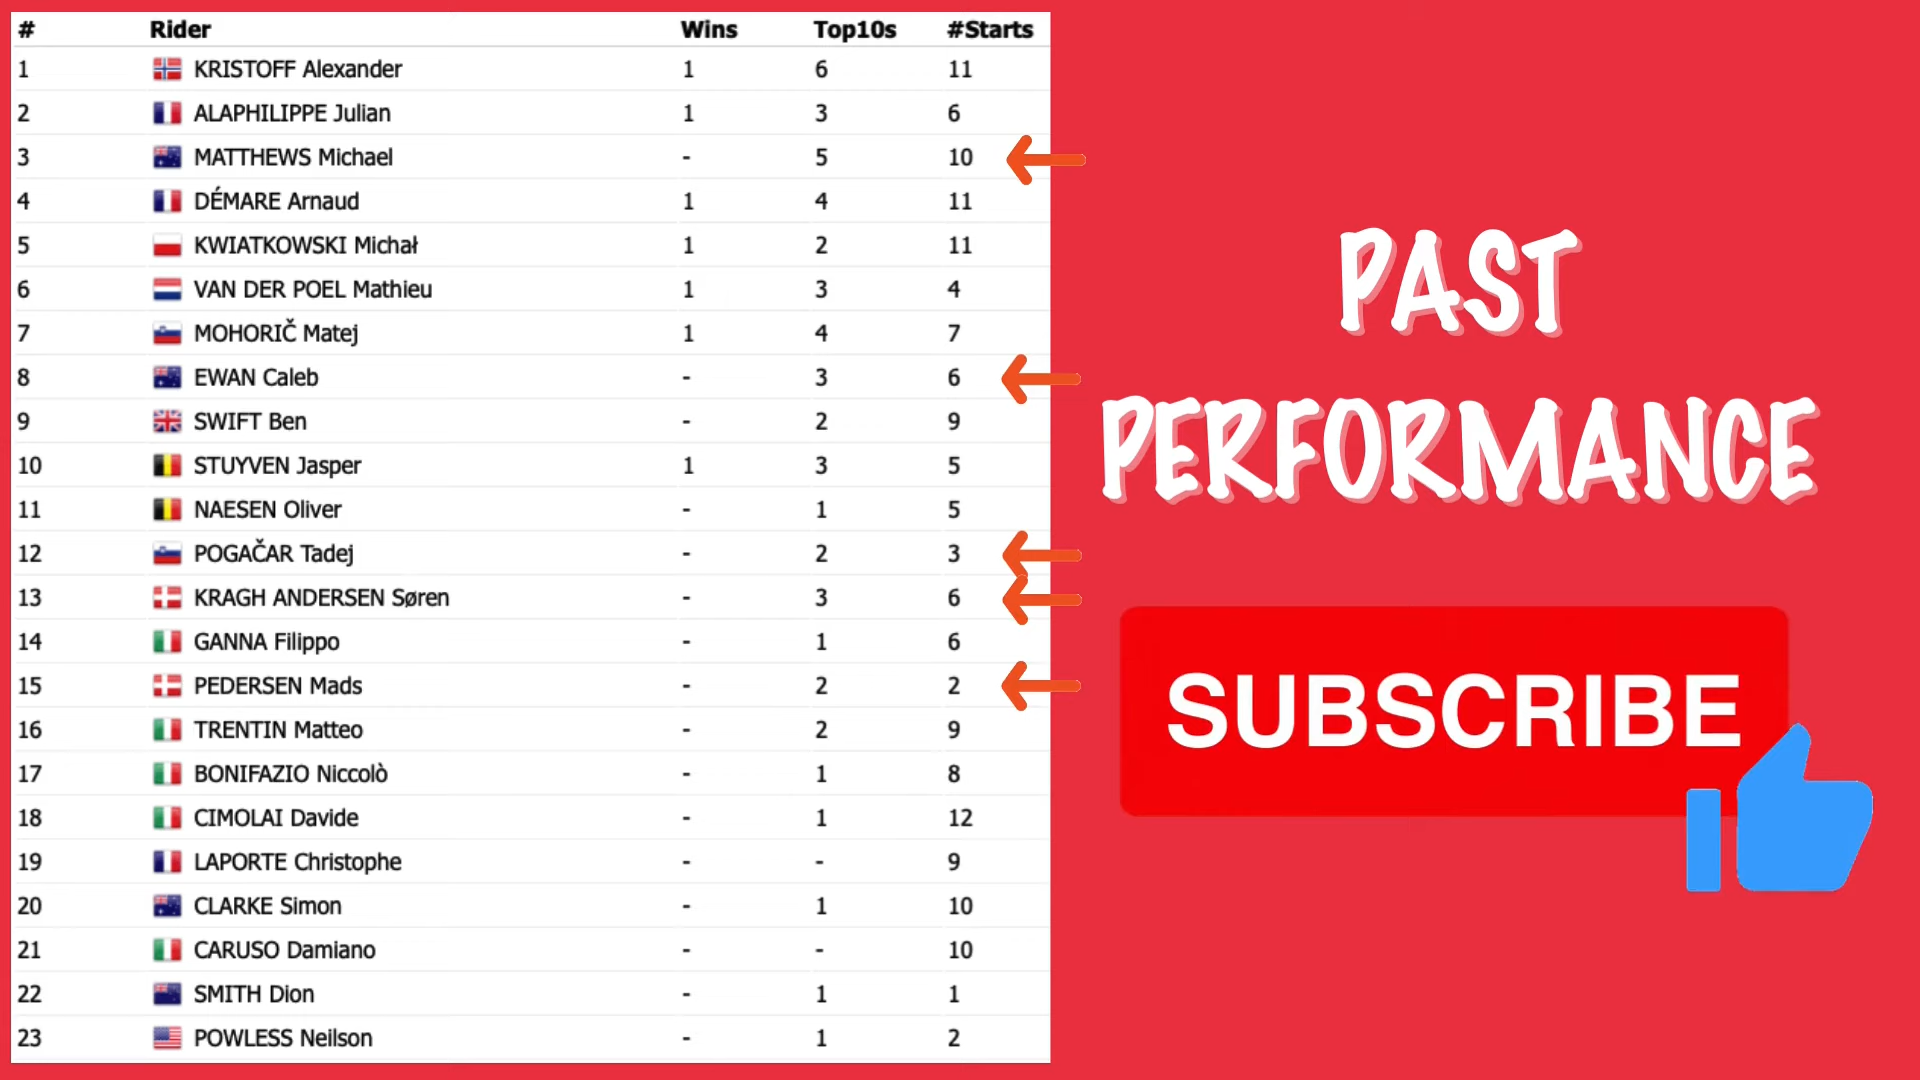 # Rider Wins Top10s #Starts
1 KRISTOFF Alexander 1 6 11
2 ALAPHILIPPE Julian 1 3 6
3 MATTHEWS Michael - 5 10
4 DÉMARE Arnaud 1 4 11
5 KWIATKOWSKI Michał 1 2 11
6 VAN DER POEL Mathieu 1 3 4
7 MOHORIČ Matej 1 4 7
8 EWAN Caleb - 3 6
9 SWIFT Ben - 2 9
10 STUYVEN Jasper 1 3 5
11 NAESEN Oliver - 1 5
12 POGAČAR Tadej - 2 3
13 KRAGH ANDERSEN Søren - 3 6
14 GANNA Filippo - 1 6
15 PEDERSEN Mads - 2 2
16 TRENTIN Matteo - 2 9
17 BONIFAZIO Niccolò - 1 8
18 CIMOLAI Davide - 1 12
19 LAPORTE Christophe - - 9
20 CLARKE Simon - 1 10
21 CARUSO Damiano - - 10
22 SMITH Dion - 1 1
23 POWLESS Neilson - 1 2
PAST
PERFORMANCE
SUBSCRIBE